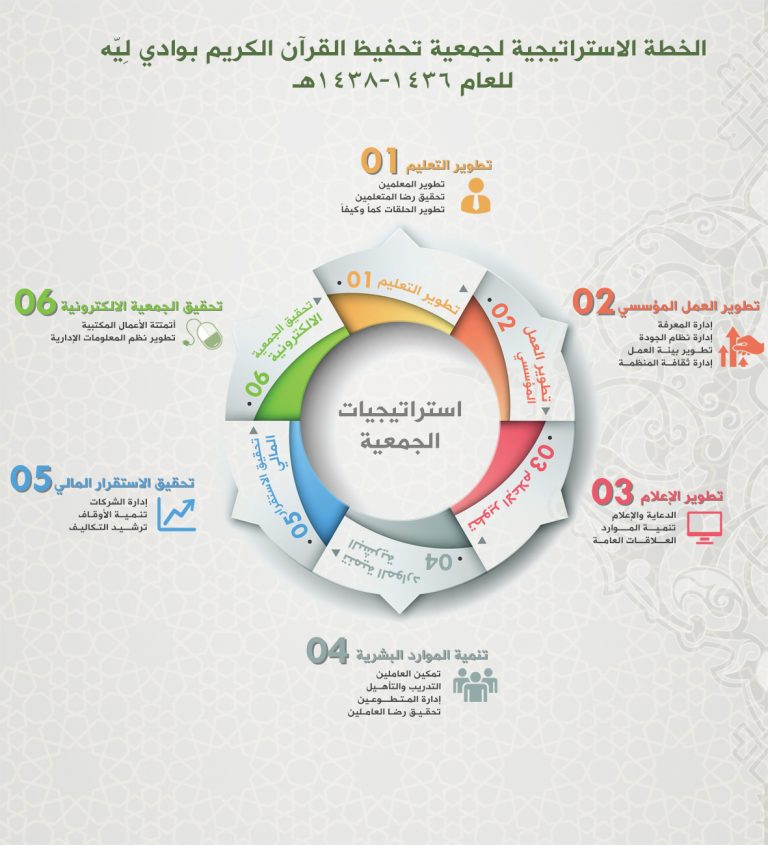 الخطة الاستراتيجية لجمعية تحفيظ القرآن الكريم بوادي لِيّه
للعام ١٤٣٦-١٤٣٨هـ
تطوير التعليم 01
تطوير المعلمين
تحقيق رضا المتعلمين
تطوير الحلقات كماً وكيفاً
تطوير العمل المؤسسي 02
إدارة المعرفة
إدارة نظام الجودة
تطوير بيئة العمل
إدارة ثقافة المنظمة
تطوير الإعلام 03
الدعاية والإعلام
تنمية الموارد
العلاقات العامة
تنمية الموارد البشرية 04
تمكين العاملين
التدريب والتأهيل
إدارة المتطوعين
تحقيق رضا العاملين
تحقيق الاستقرار المالي 05
إدارة الشركات
تنمية الأوقاف
ترشيد التكاليف
تحقيق الجمعية الالكترونية 06
أتمتتة الأعمال المكتبية
تطوير نظم المعلومات الإدارية
تطوير التعليم 01
02 تطوير العمل
المؤسسي
03 تطوير الإعلام
04 تنمية الموارد
البشرية
05 تحقيق الاستقرار
المالي
06 تحقيق الجمعية
الالكترونية
استراتيجيات
الجمعية